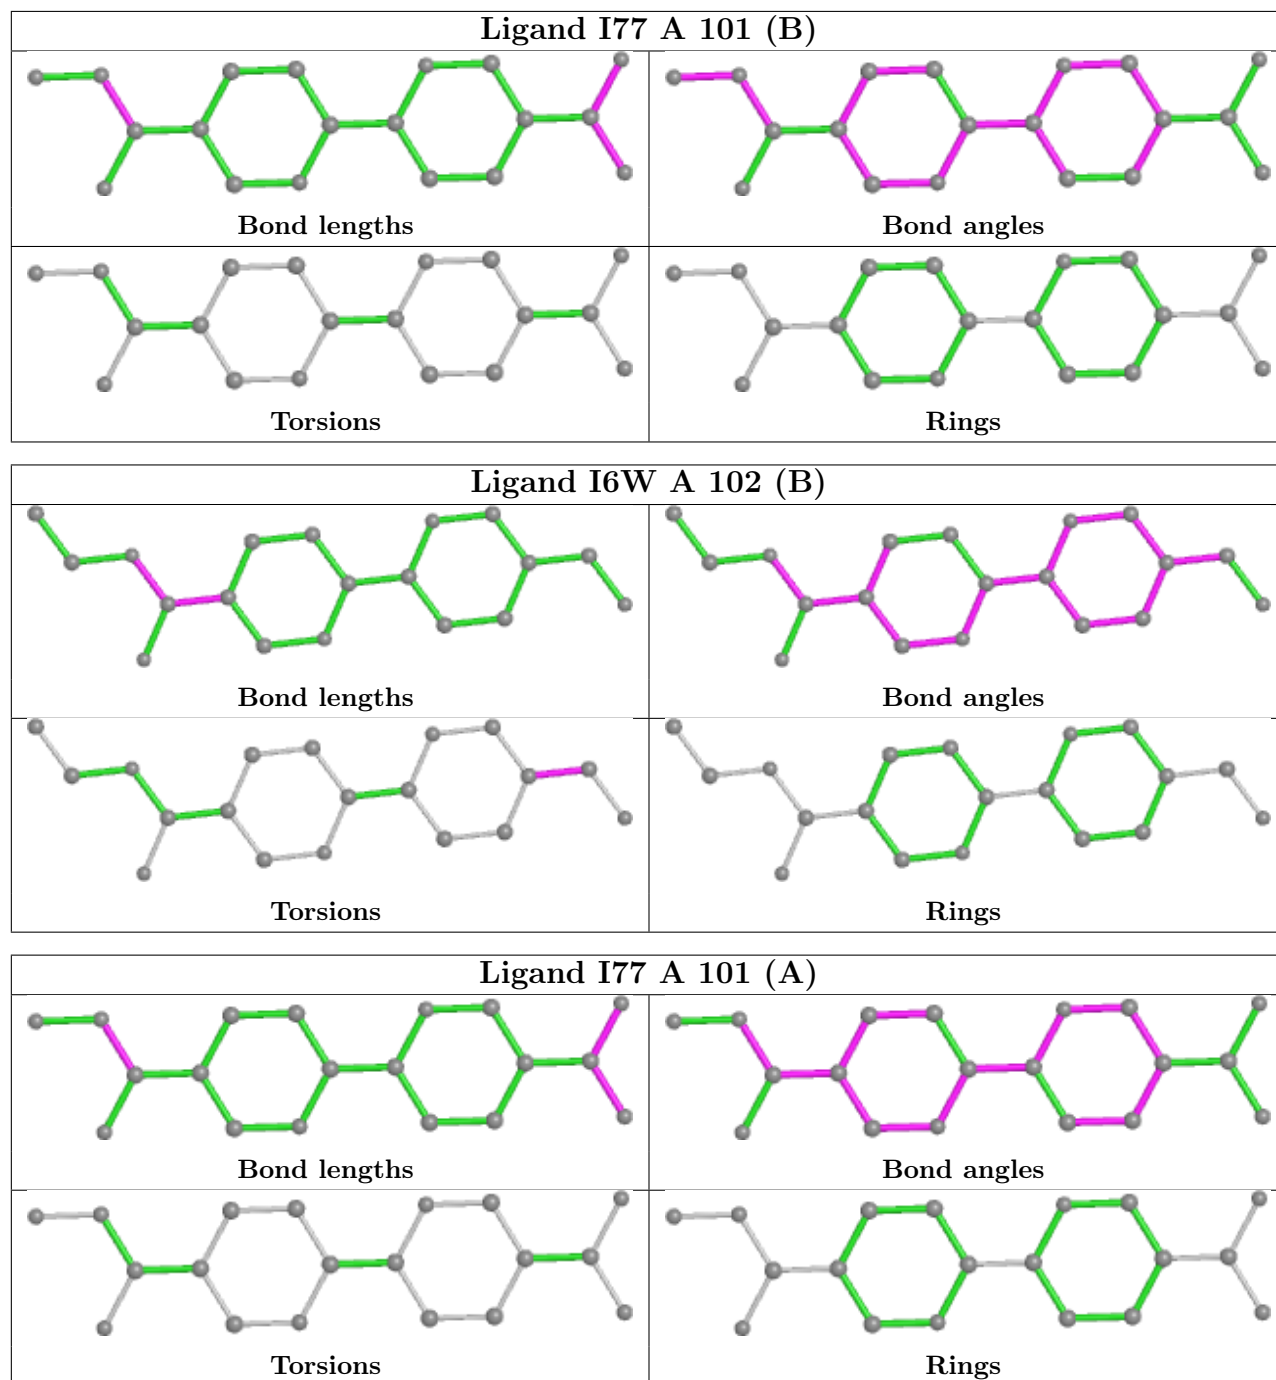 Ligand I77 A 101 (B)
Bond lengths
Bond angles
Torsions
Rings
Ligand I6W A 102 (B)
Bond lengths
Bond angles
Torsions
Rings
Ligand I77 A 101 (A)
Bond lengths
Bond angles
Torsions
Rings